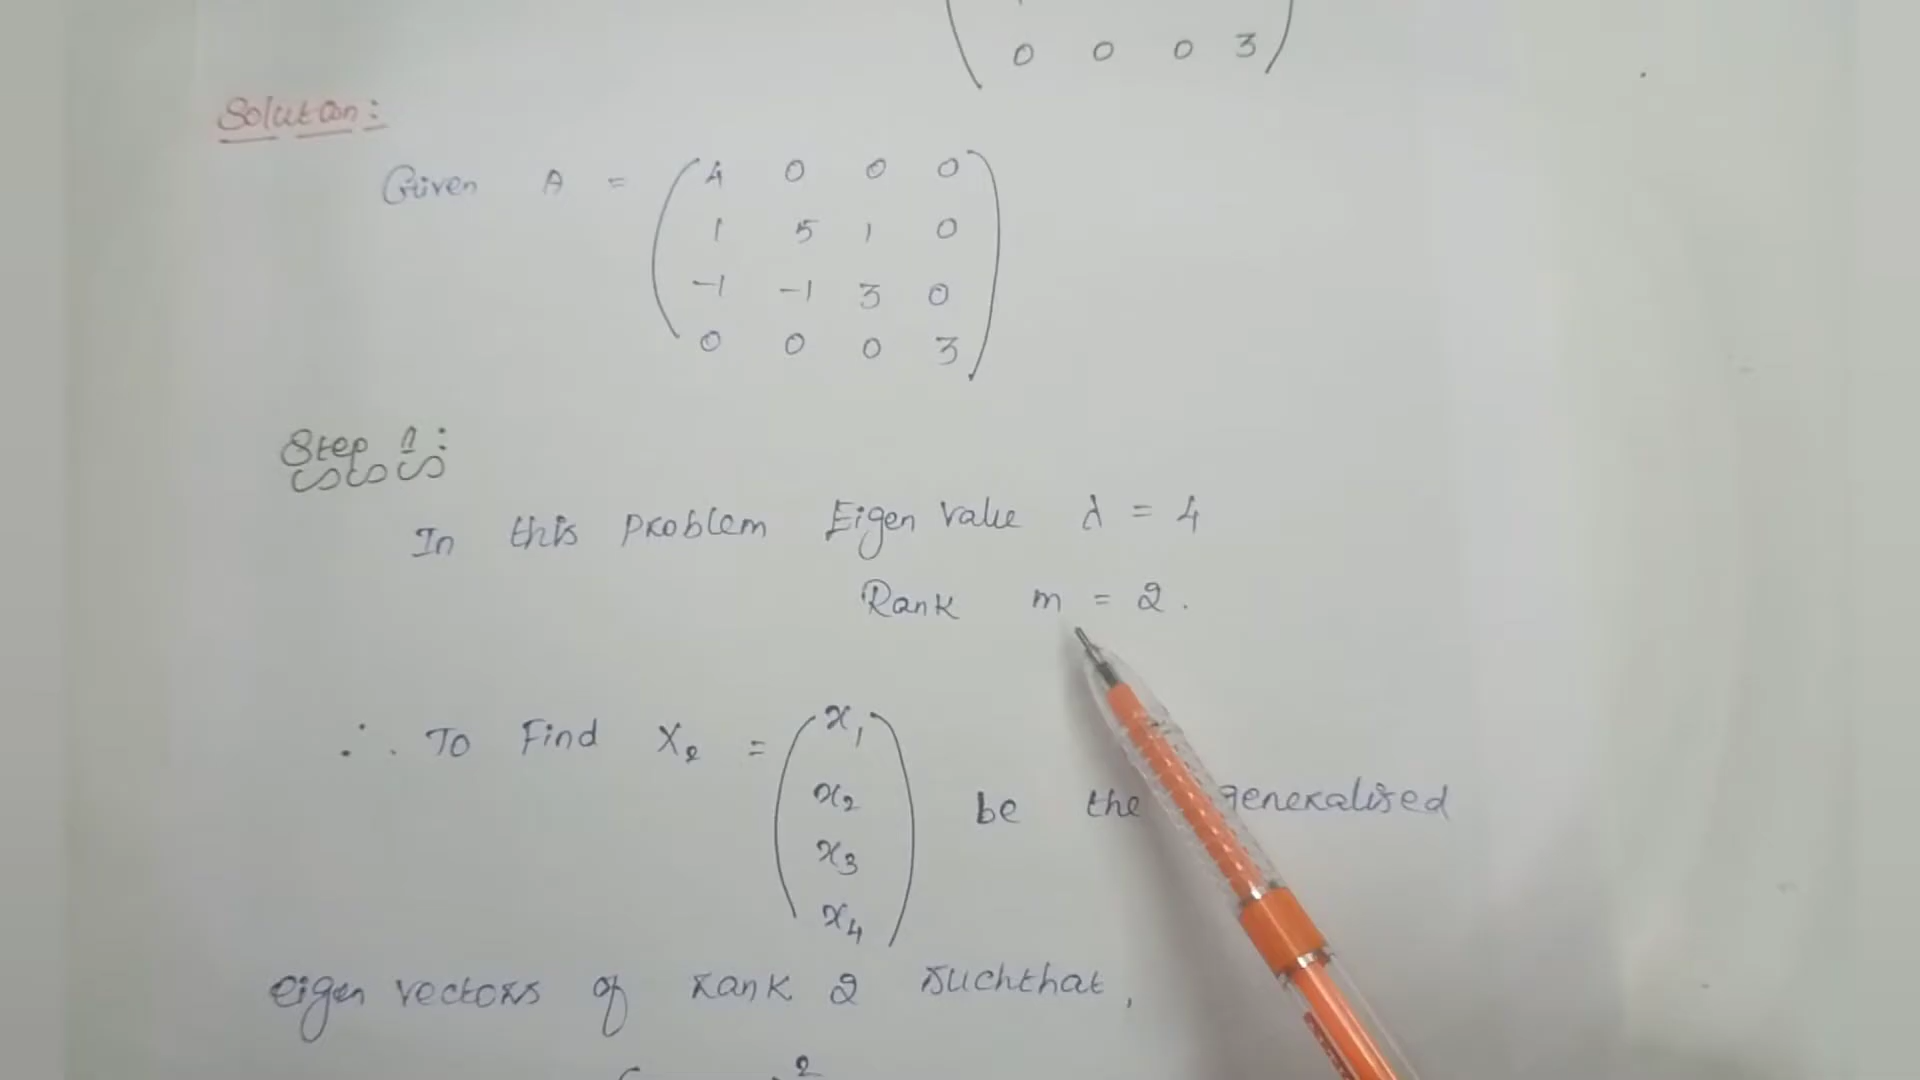 0 0 0 3
Solution:
Given A = 4 0 0 0
1 5 1 0
-1 -1 3 0
0 0 0 3
Step 1:
In this problem Eigen value λ = 4
Rank m = 2.
∴ To Find X₂ = x₁
x₂ be the generalised
x₃
x₄
eigen vectors of rank 2 suchthat,
2